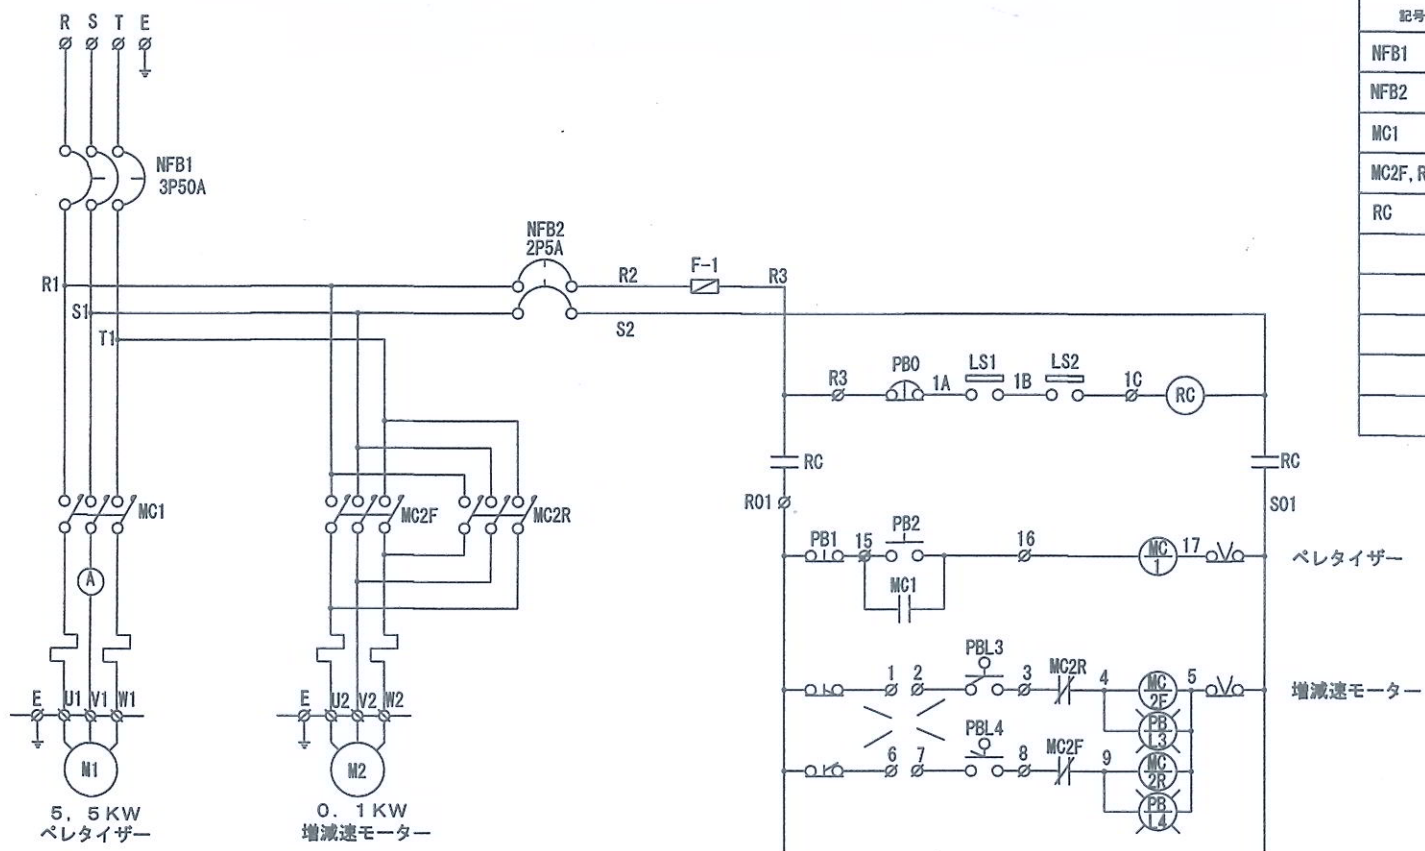 R S T E
NFB1
3P50A
NFB2
2P5A
R1
R2
F-1
R3
S1
S2
T1
R3
PB0
1A
LS1
1B
LS2
1C
RC
RC
RC
MC1
MC2F
MC2R
R01
S01
PB1
15
PB2
16
MC
1
17
ペレタイザー
MC1
A
PBL3
1
2
3
MC2R
4
MC
2F
5
増減速モーター
PB
L3
PBL4
6
7
8
MC2F
9
MC
2R
PB
L4
E U1 V1 W1
E U2 V2 W2
M1
M2
5.5KW
ペレタイザー
0.1KW
増減速モーター
記号
NFB1
NFB2
MC1
MC2F,R
RC